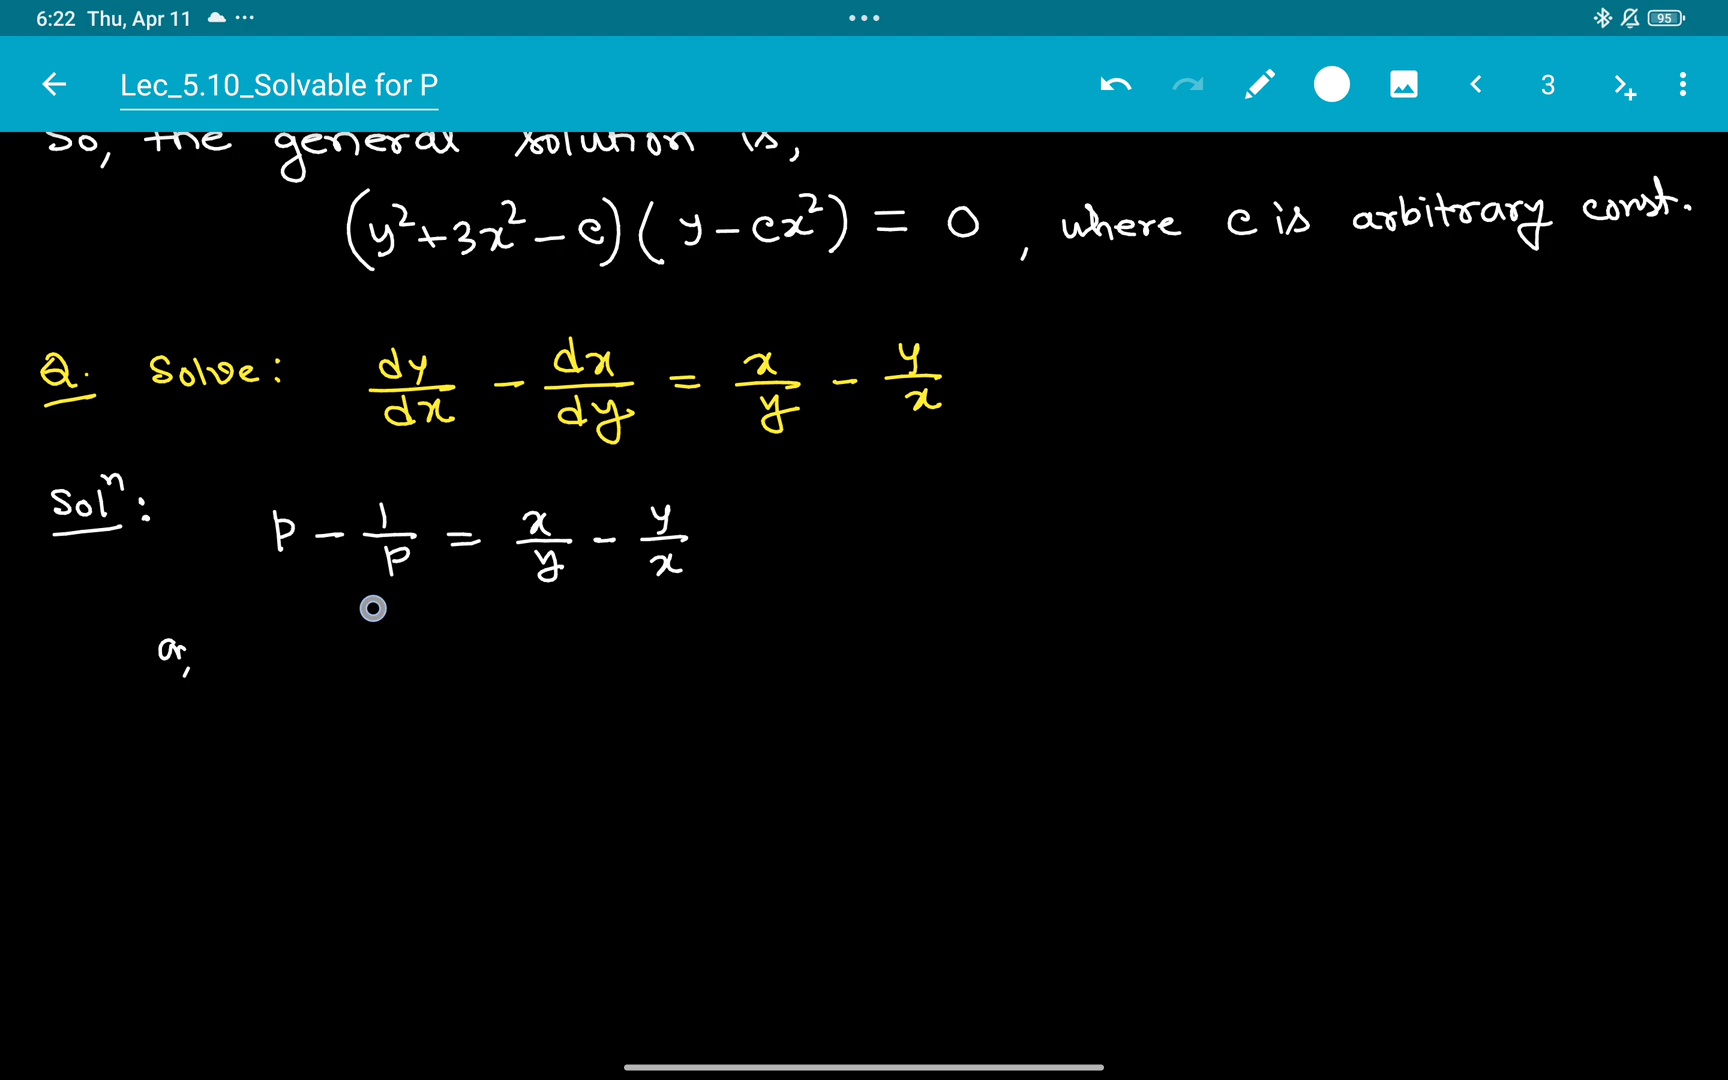 6:22 Thu, Apr 11 95
Lec_5.10_Solvable for P 3
So, the general solution is,
(y²+3x²-c)(y-cx²) = 0, where c is arbitrary const.
Q. Solve: dy/dx - dx/dy = x/y - y/x
Solⁿ: p - 1/p = x/y - y/x
or,